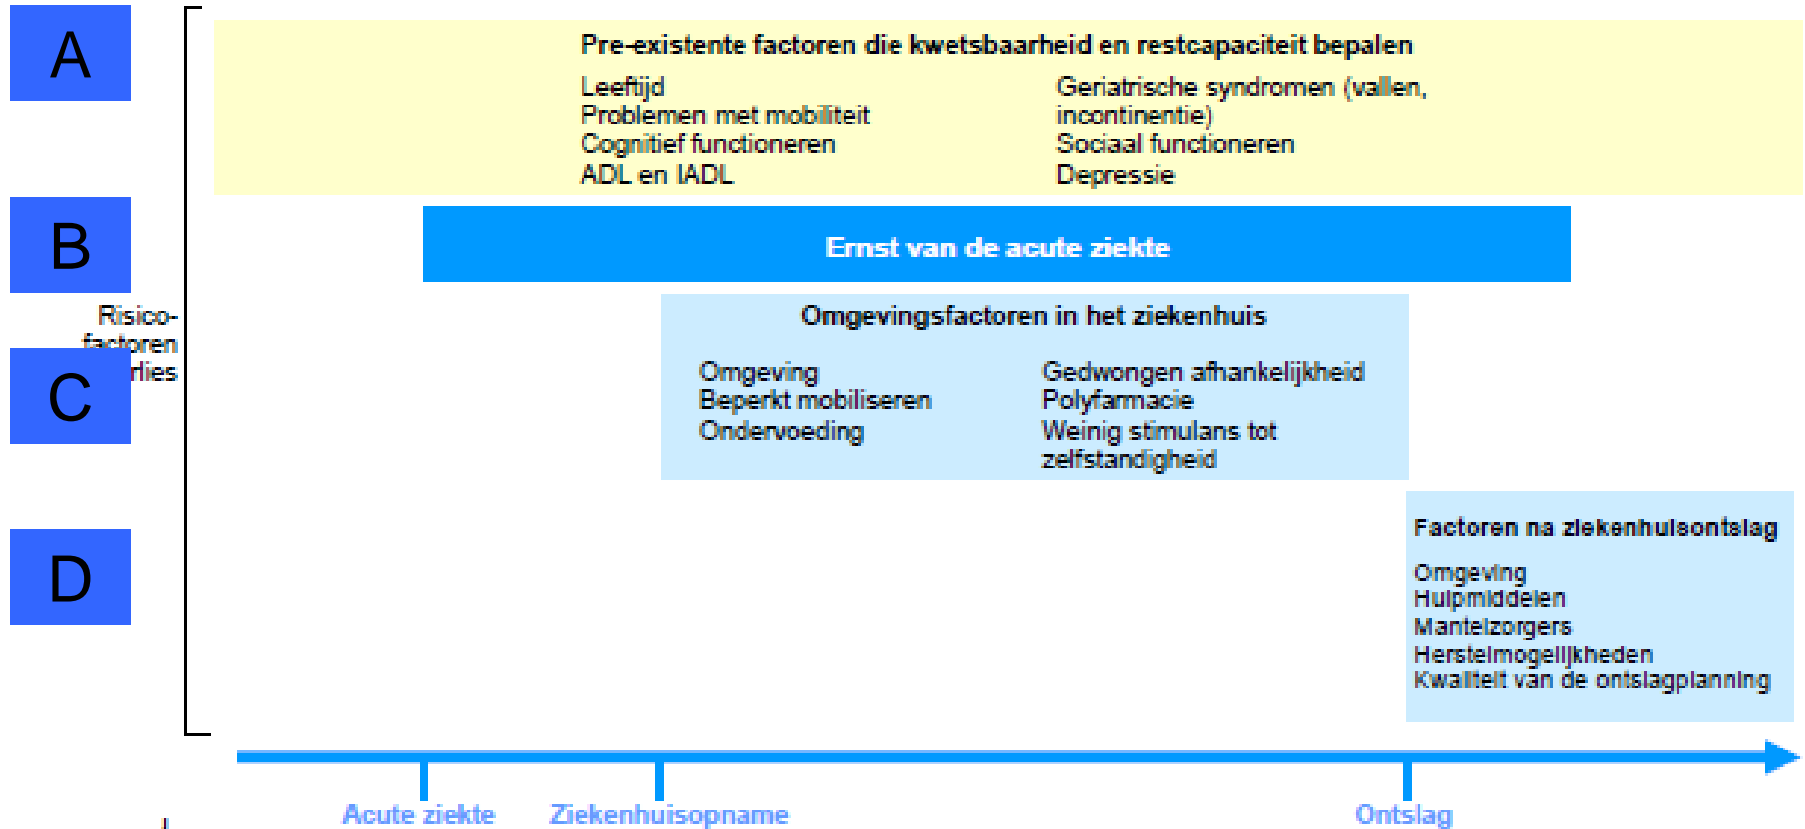 A
Pre-existente factoren die kwetsbaarheid en restcapaciteit bepalen
Leeftijd
Problemen met mobiliteit
Cognitief functioneren
ADL en IADL
Geriatrische syndromen (vallen,
incontinentie)
Sociaal functioneren
Depressie
B
Ernst van de acute ziekte
Risico-
factoren
rlies
C
Omgevingsfactoren in het ziekenhuis
Omgeving
Beperkt mobiliseren
Ondervoeding
Gedwongen afhankelijkheid
Polyfarmacie
Weinig stimulans tot
zelfstandigheid
D
Factoren na ziekenhuisontslag
Omgeving
Hulpmiddelen
Mantelzorgers
Herstelmogelijkheden
Kwaliteit van de ontslagplanning
Acute ziekte
Ziekenhuisopname
Ontslag